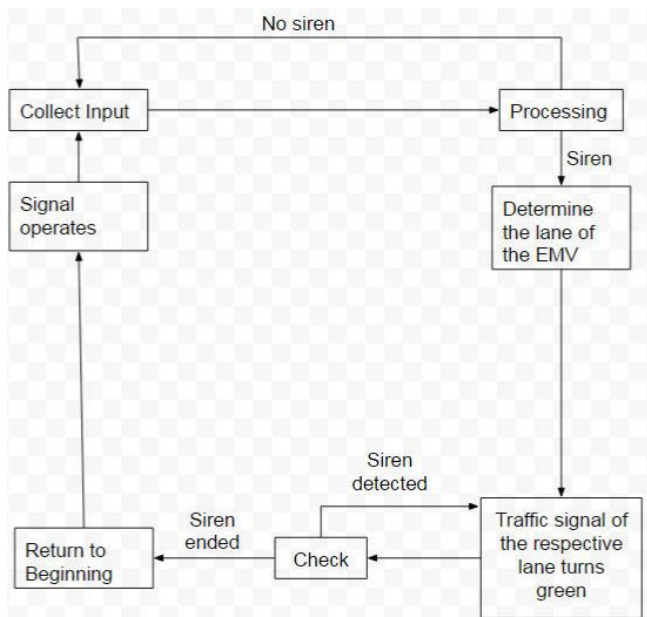 No siren
Collect Input
Processing
Siren
Signal
operates
Determine
the lane of
the EMV
Siren
detected
Siren
ended
Return to
Beginning
Check
Traffic signal of
the respective
lane turns
green